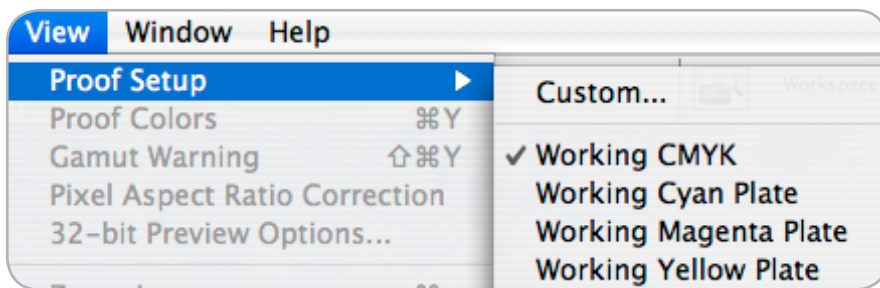 View Window Help
Proof Setup ▶
Proof Colors ⌘Y
Gamut Warning ⇧⌘Y
Pixel Aspect Ratio Correction
32-bit Preview Options...
Custom...
Workspace
✓ Working CMYK
Working Cyan Plate
Working Magenta Plate
Working Yellow Plate